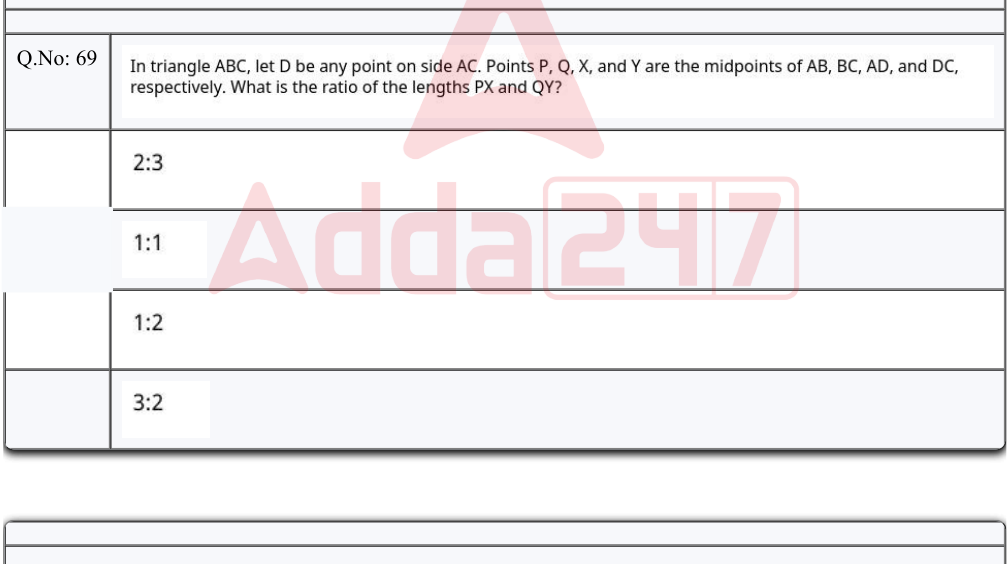 Q.No: 69
In triangle ABC, let D be any point on side AC. Points P, Q, X, and Y are the midpoints of AB, BC, AD, and DC,
respectively. What is the ratio of the lengths PX and QY?
2:3
1:1
1:2
3:2
Adda247